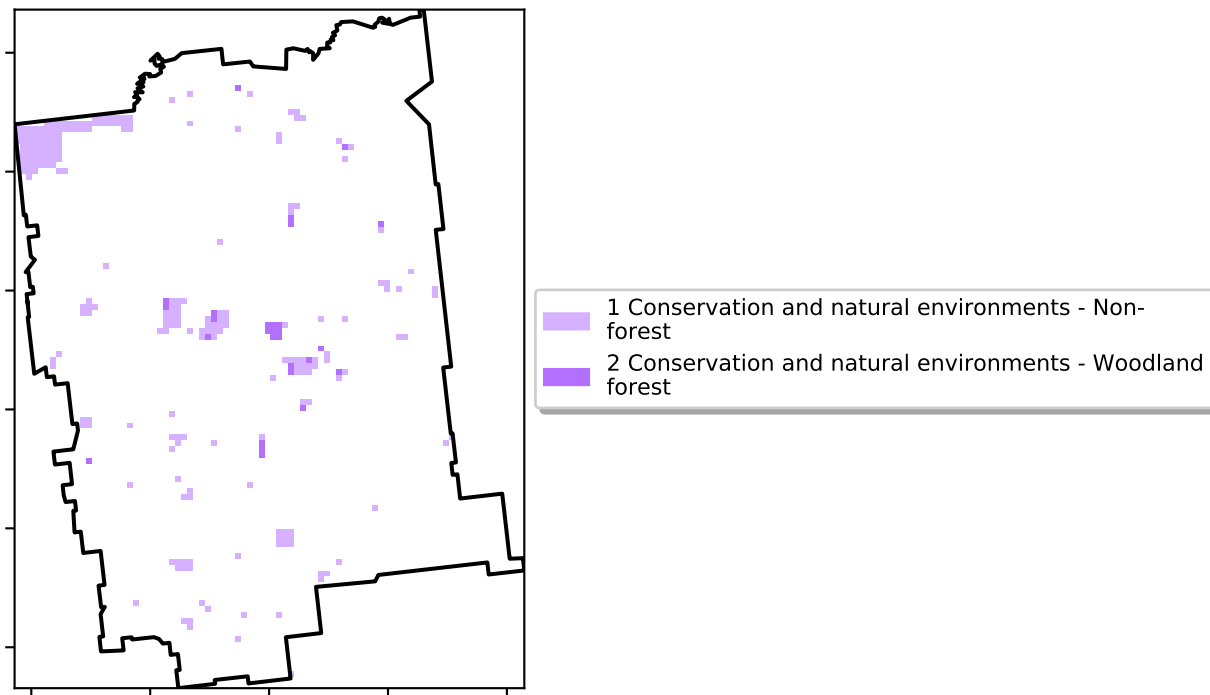 1 Conservation and natural environments - Non-
forest
2 Conservation and natural environments - Woodland
forest